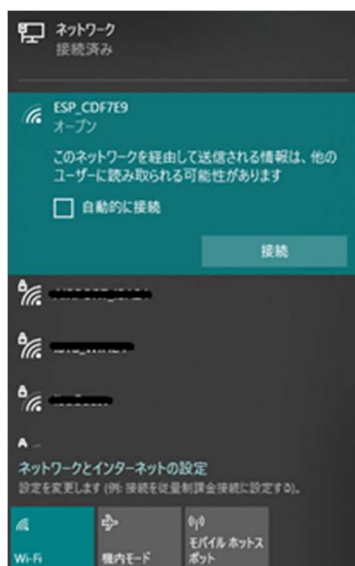 ネットワーク
接続済み
ESP_CDF7E9
オープン
このネットワークを経由して送信される情報は、他の
ユーザーに読み取られる可能性があります
自動的に接続
接続
ネットワークとインターネットの設定
設定を変更します (例: 接続を従量制課金接続に設定する)。
Wi-Fi
機内モード
モバイル ホットス
ポット